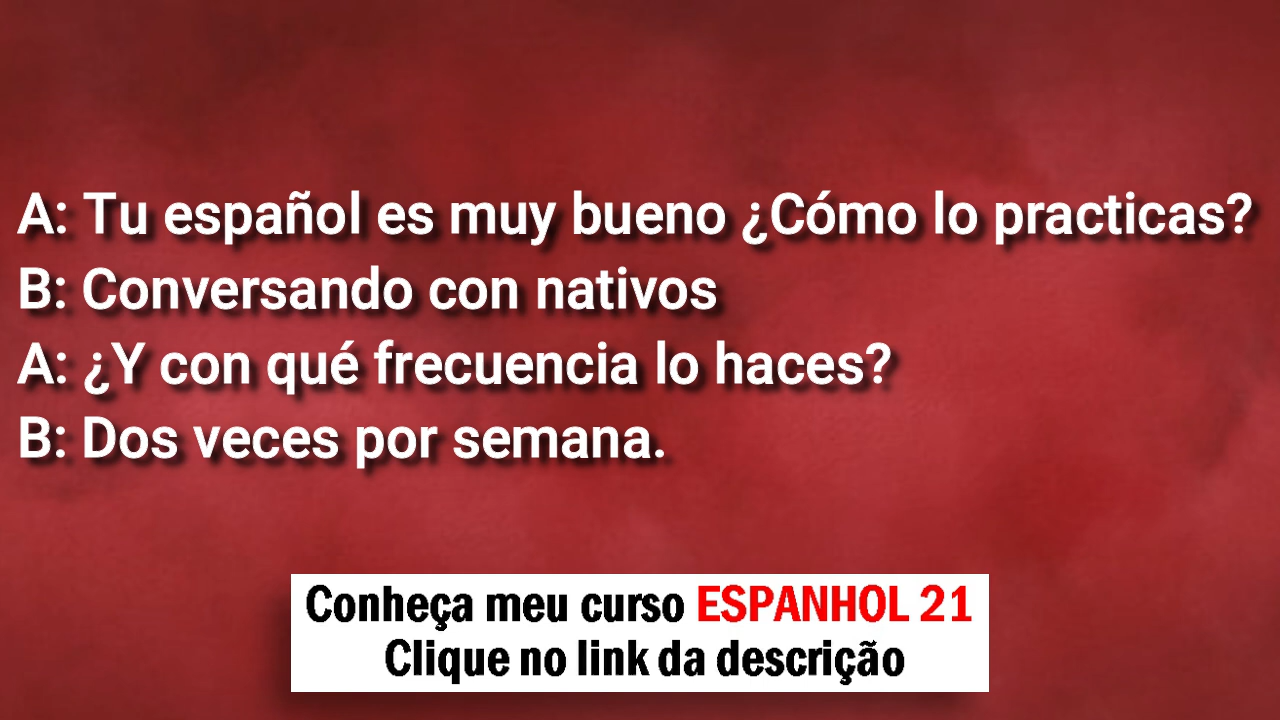 A: Tu español es muy bueno ¿Cómo lo practicas?
B: Conversando con nativos
A: ¿Y con qué frecuencia lo haces?
B: Dos veces por semana.
Conheça meu curso ESPANHOL 21
Clique no link da descrição